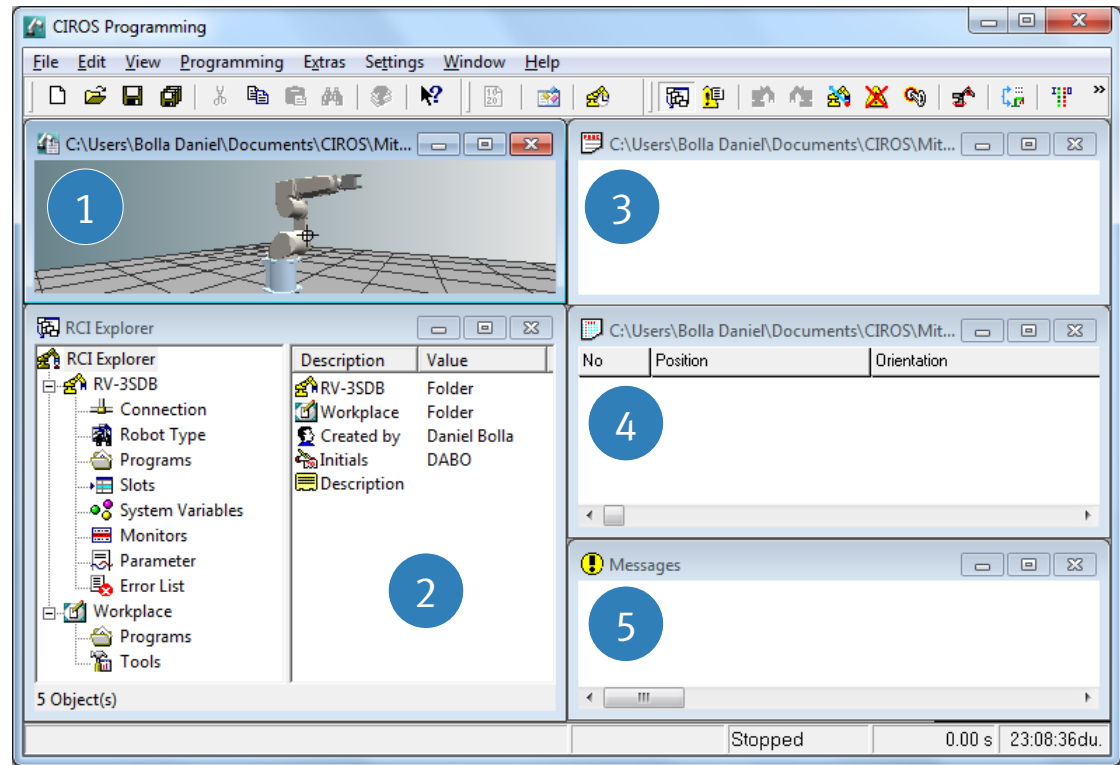 CIROS Programming
File Edit View Programming Extras Settings Window Help
C:\Users\Bolla Daniel\Documents\CIROS\Mit...
1
RCI Explorer
RCI Explorer
RV-3SDB
Connection
Robot Type
Programs
Slots
System Variables
Monitors
Parameter
Error List
Workplace
Programs
Tools
Description Value
RV-3SDB Folder
Workplace Folder
Created by Daniel Bolla
Initials DABO
Description
2
5 Object(s)
C:\Users\Bolla Daniel\Documents\CIROS\Mit...
3
C:\Users\Bolla Daniel\Documents\CIROS\Mit...
No Position Orientation
4
Messages
5
Stopped 0.00 s 23:08:36du.